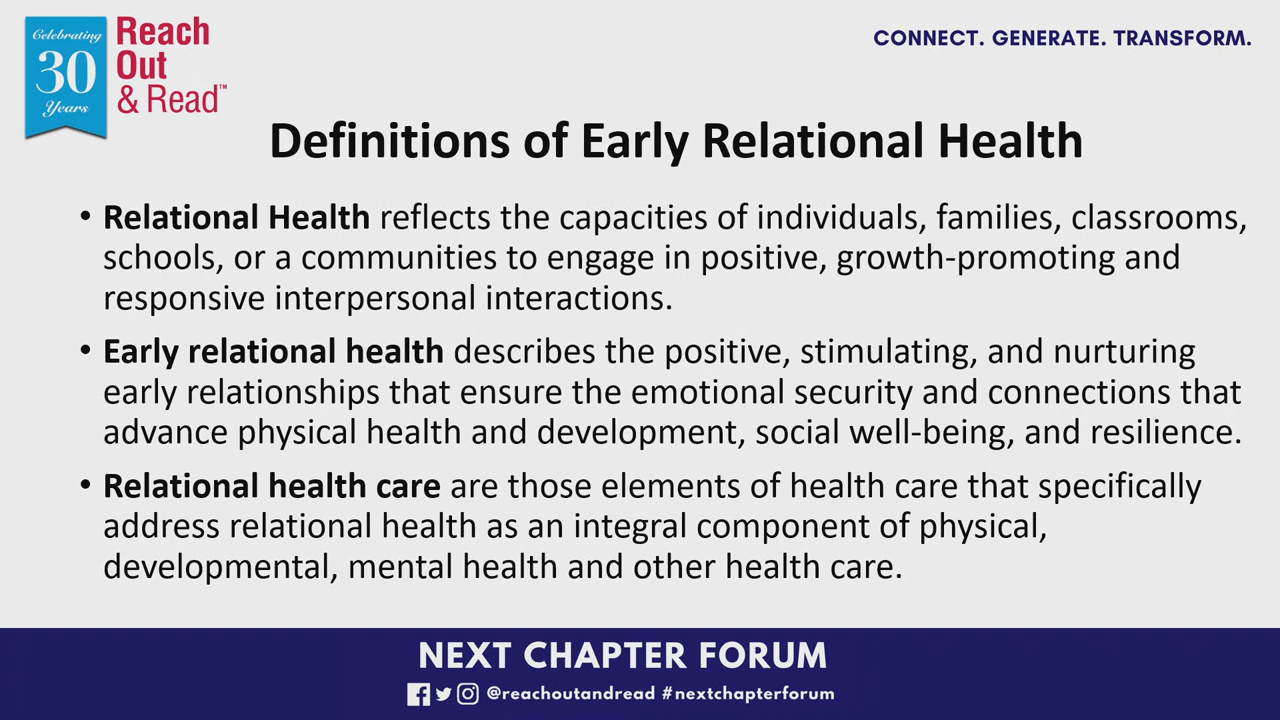 Celebrating
30
Years
Reach
Out
& Read™
CONNECT. GENERATE. TRANSFORM.
Definitions of Early Relational Health
• Relational Health reflects the capacities of individuals, families, classrooms,
schools, or a communities to engage in positive, growth-promoting and
responsive interpersonal interactions.
• Early relational health describes the positive, stimulating, and nurturing
early relationships that ensure the emotional security and connections that
advance physical health and development, social well-being, and resilience.
• Relational health care are those elements of health care that specifically
address relational health as an integral component of physical,
developmental, mental health and other health care.
NEXT CHAPTER FORUM
@reachoutandread #nextchapterforum